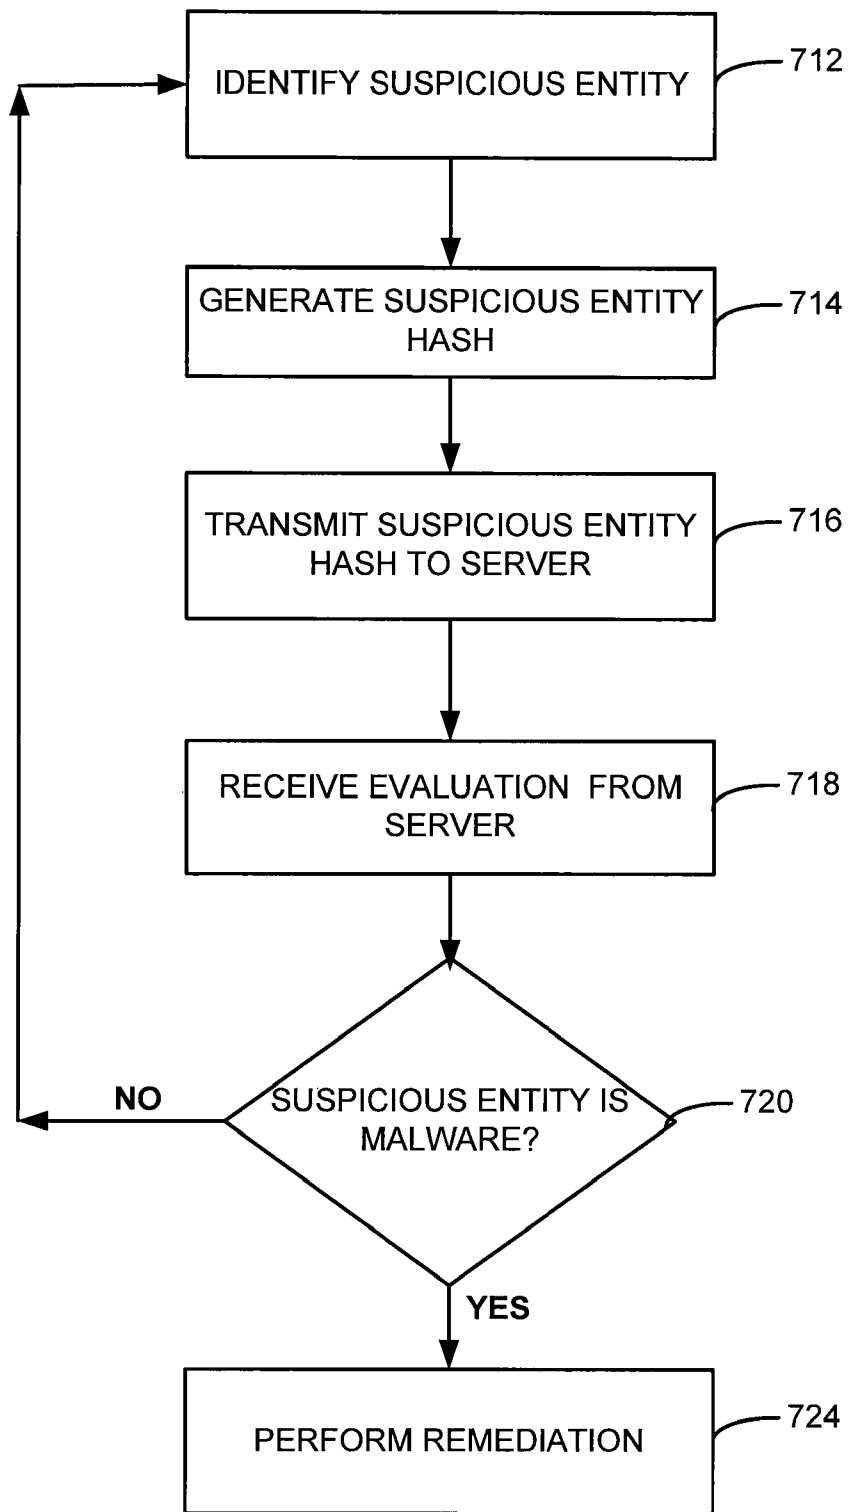 IDENTIFY SUSPICIOUS ENTITY
712
GENERATE SUSPICIOUS ENTITY
HASH
714
TRANSMIT SUSPICIOUS ENTITY
HASH TO SERVER
716
RECEIVE EVALUATION FROM
SERVER
718
NO
SUSPICIOUS ENTITY IS
MALWARE?
720
YES
PERFORM REMEDIATION
724